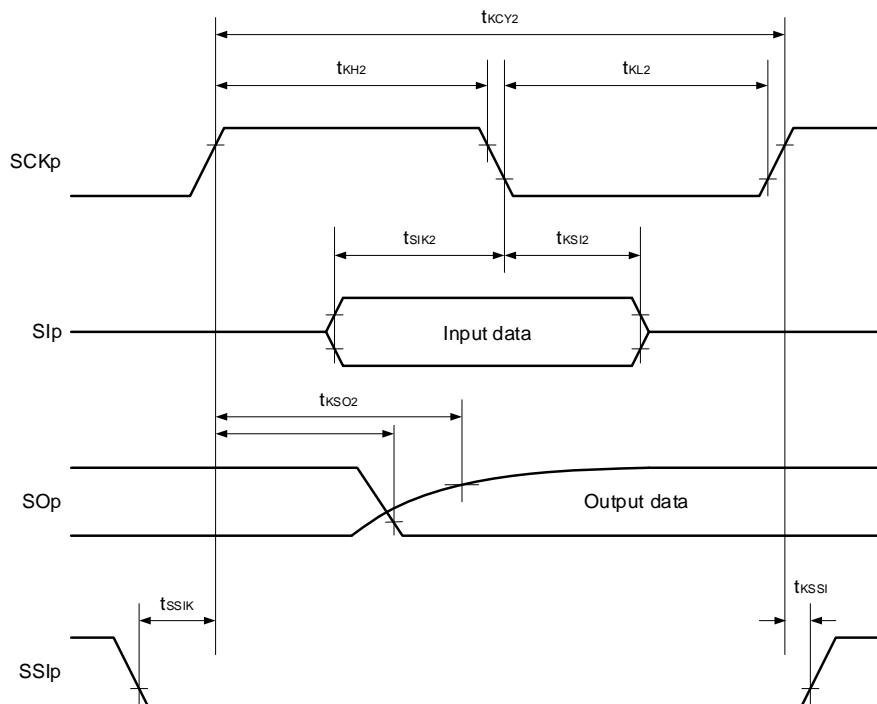 tKCY2
tKH2
tKL2
SCKp
tSIK2
tKSI2
SIp
Input data
tKSO2
SOp
Output data
tSSIK
tKSSI
SSIp